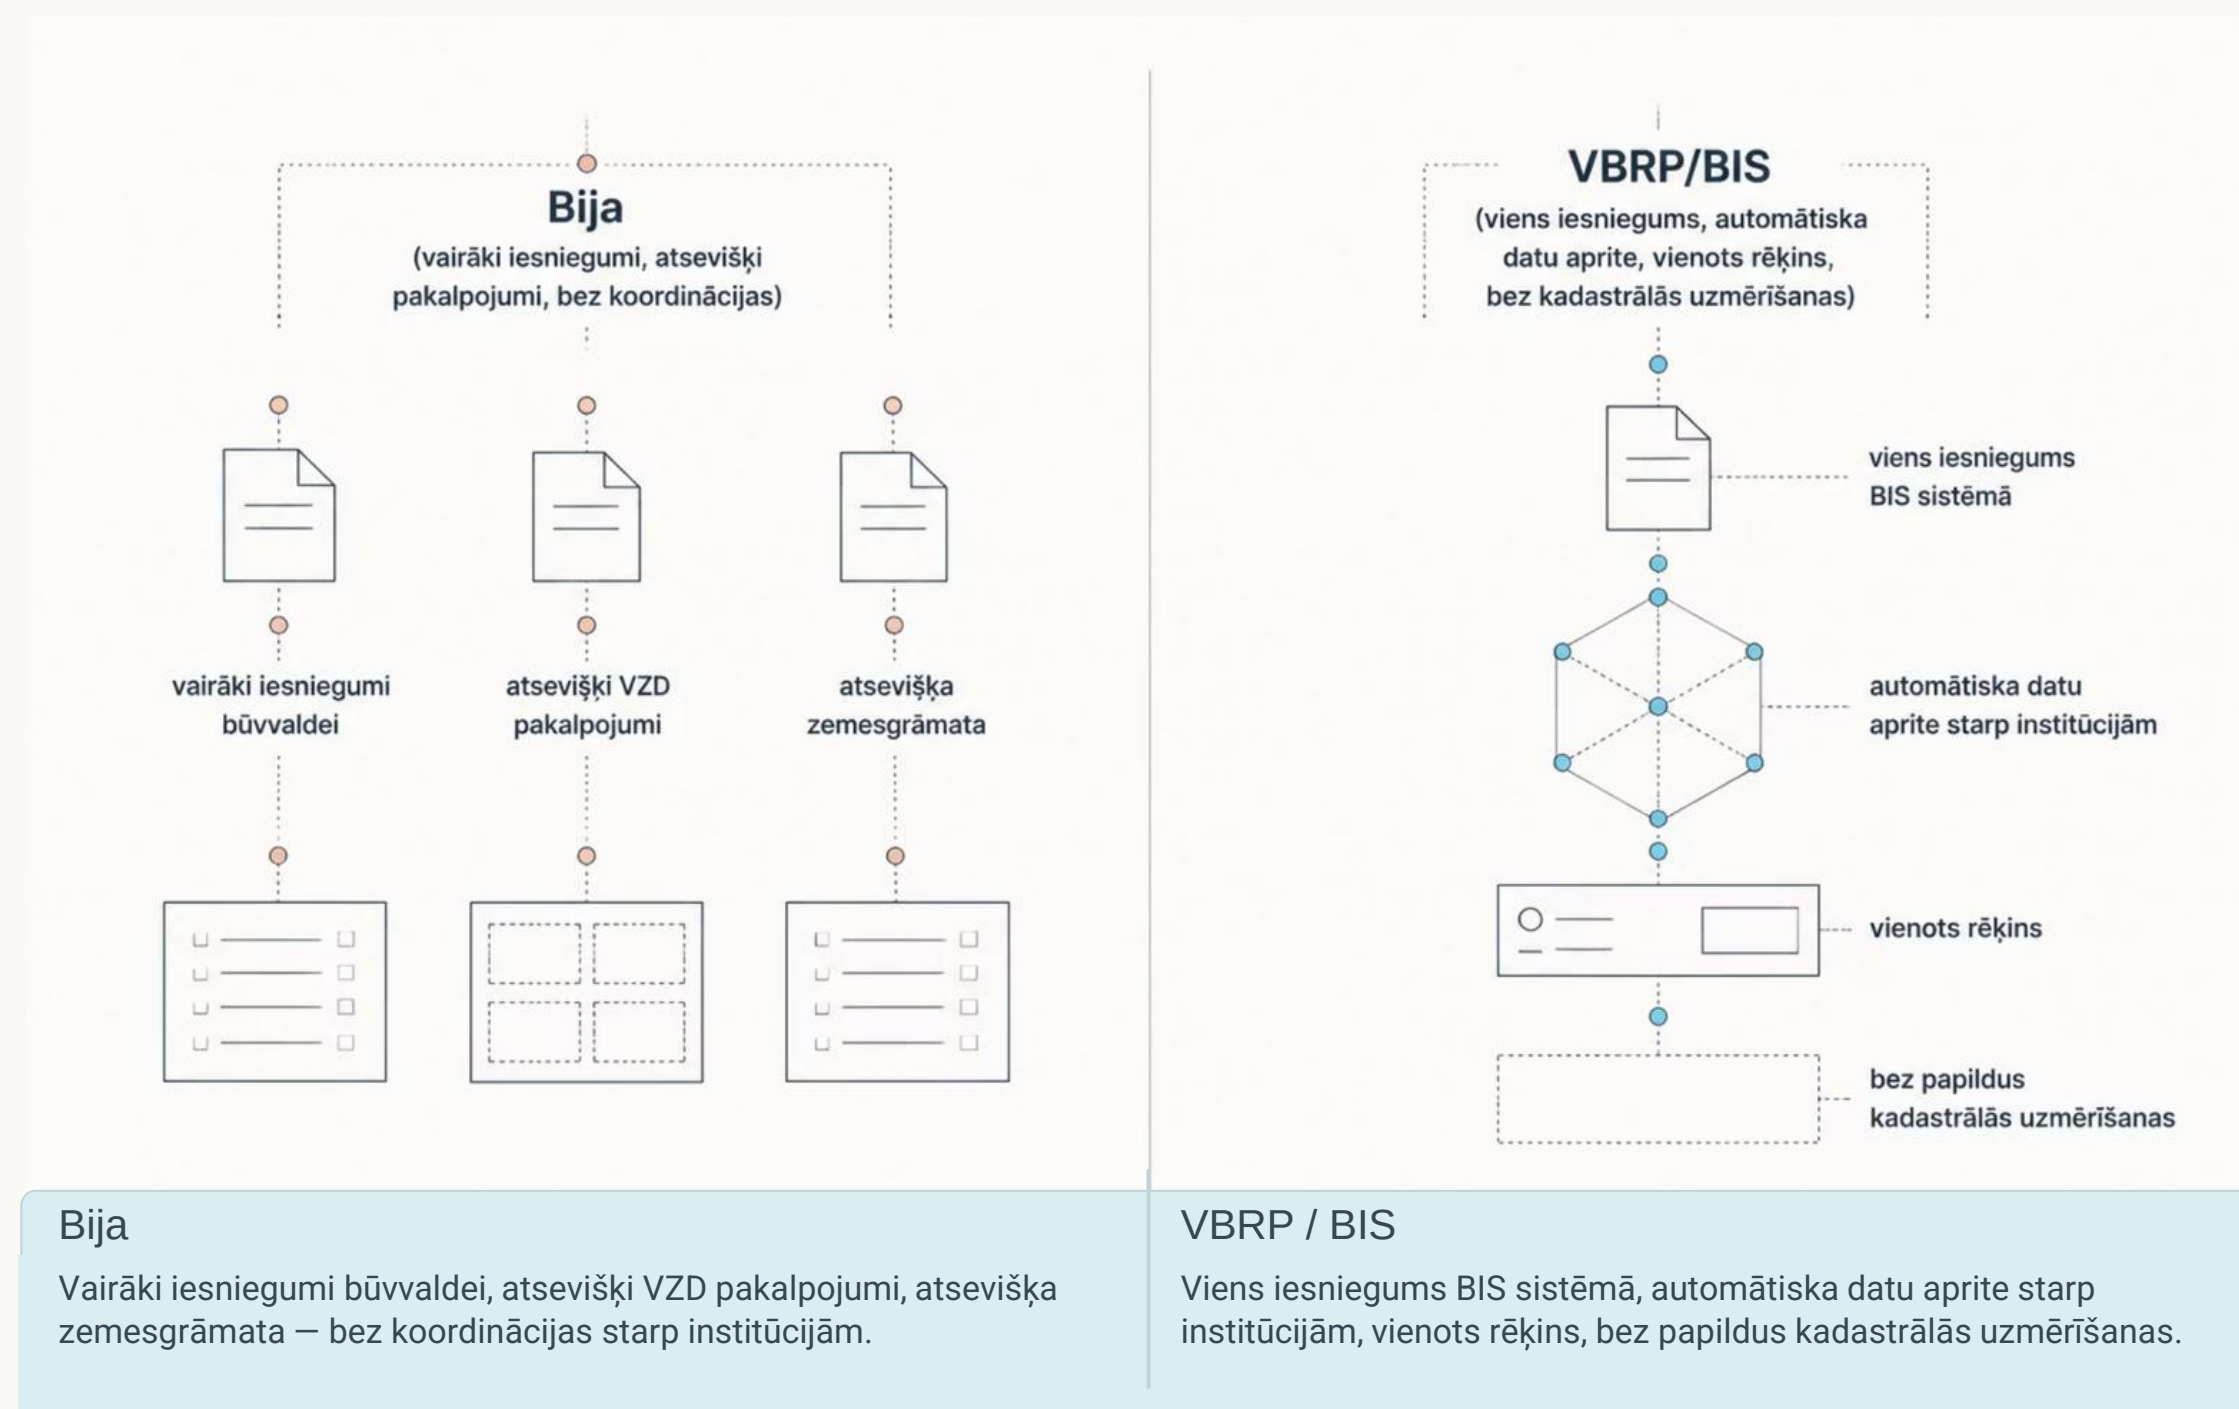 Bija
(vairāki iesniegumi, atsevišķi
pakalpojumi, bez koordinācijas)
vairāki iesniegumi
būvvaldei
atsevišķi VZD
pakalpojumi
atsevišķa
zemesgrāmata
VBRP/BIS
(viens iesniegums, automātiska
datu aprite, vienots rēķins,
bez kadastrālās uzmērīšanas)
viens iesniegums
BIS sistēmā
automātiska datu
aprite starp institūcijām
vienots rēķins
bez papildus
kadastrālās uzmērīšanas
Bija
Vairāki iesniegumi būvvaldei, atsevišķi VZD pakalpojumi, atsevišķa
zemesgrāmata — bez koordinācijas starp institūcijām.
VBRP / BIS
Viens iesniegums BIS sistēmā, automātiska datu aprite starp
institūcijām, vienots rēķins, bez papildus kadastrālās uzmērīšanas.